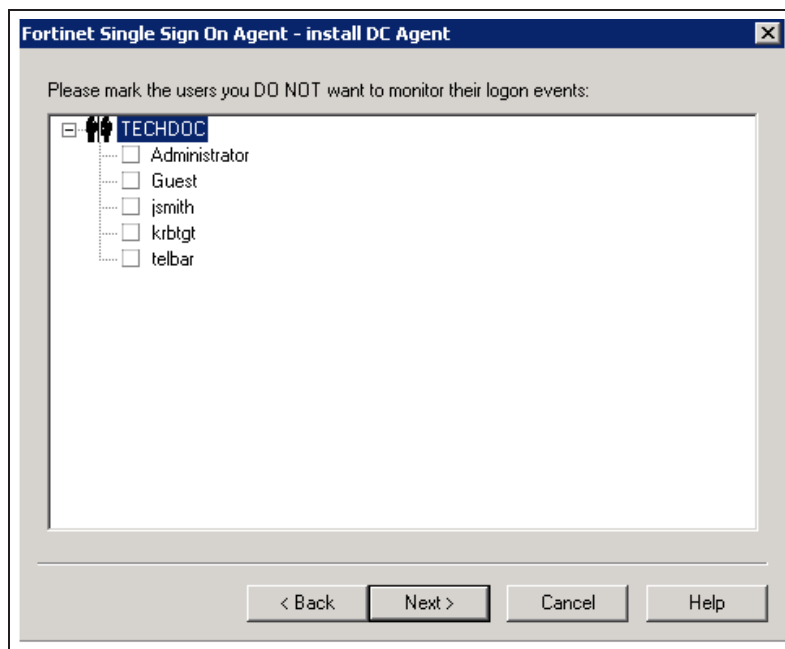 Fortinet Single Sign On Agent - install DC Agent
Please mark the users you DO NOT want to monitor their logon events:
TECHDOC
Administrator
Guest
jsmith
krbtgt
telbar
< Back Next > Cancel Help